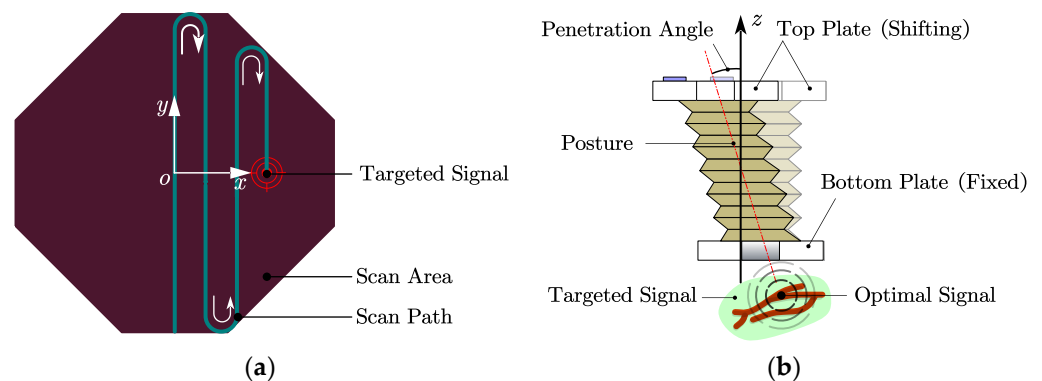 y
o
x
Targeted Signal
Scan Area
Scan Path
(a)
z
Penetration Angle
Top Plate (Shifting)
Posture
Bottom Plate (Fixed)
Targeted Signal
Optimal Signal
(b)